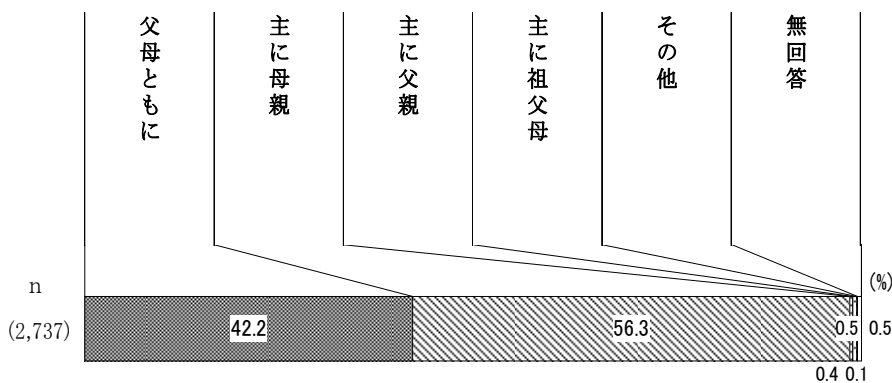 父母ともに
主に母親
主に父親
主に祖父母
その他
無回答
n
(%)
(2,737)
42.2
56.3
0.5
0.5
0.4
0.1